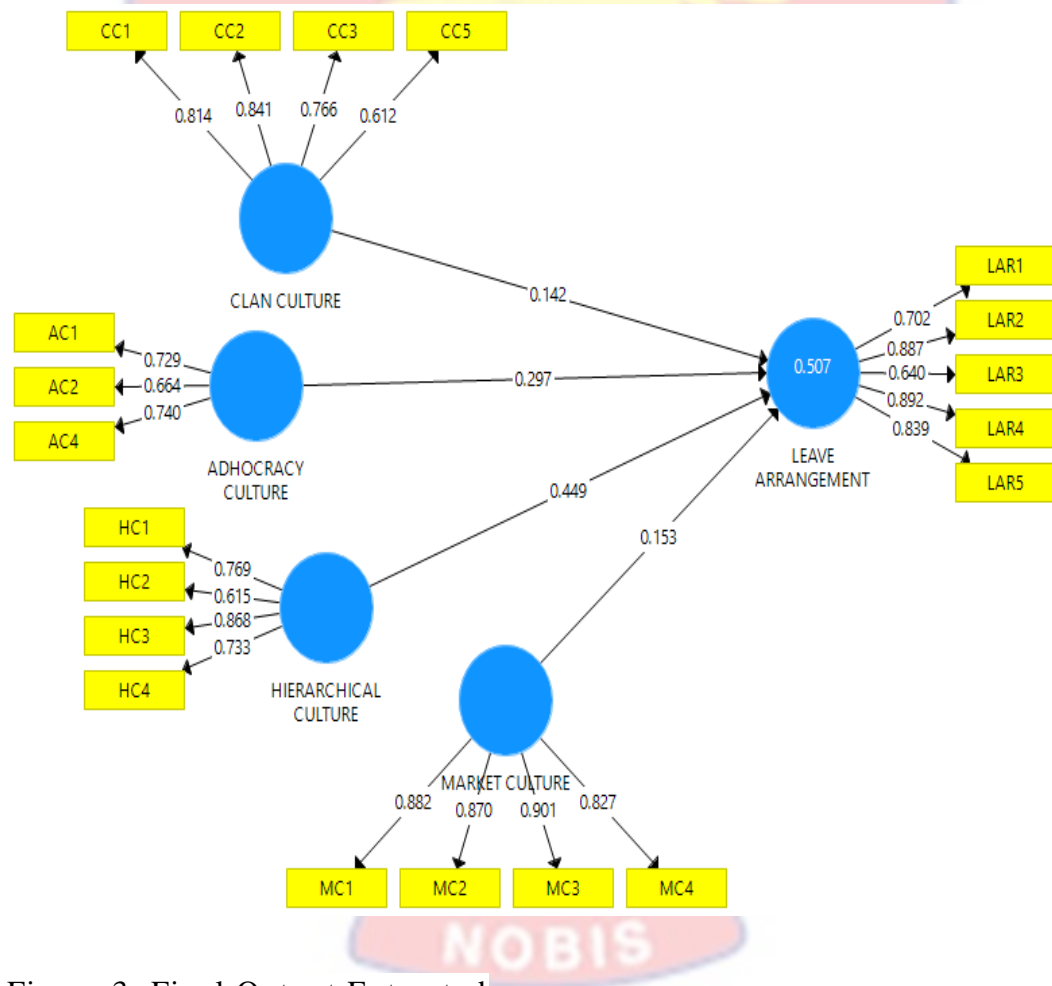 CC1 CC2 CC3 CC5
0.814 0.841 0.766 0.612
CLAN CULTURE
0.142
AC1
AC2
AC4
0.729
0.664
0.740
ADHOCRACY
CULTURE
0.297
HC1
HC2
HC3
HC4
0.769
0.615
0.868
0.733
HIERARCHICAL
CULTURE
0.449
0.153
MARKET CULTURE
0.882 0.870 0.901 0.827
MC1 MC2 MC3 MC4
0.507
LEAVE
ARRANGEMENT
0.702
0.887
0.640
0.892
0.839
LAR1
LAR2
LAR3
LAR4
LAR5
NOBIS